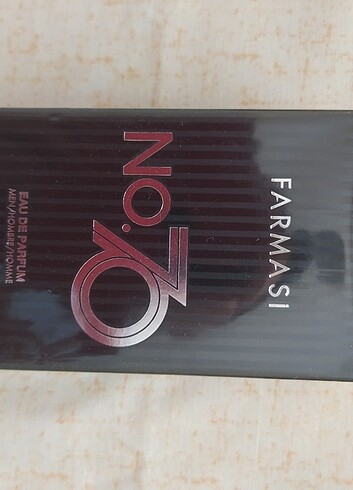 FARMASi
NO.
70
EAU DE PARFUM
MEN/HOMBRE/HOMME